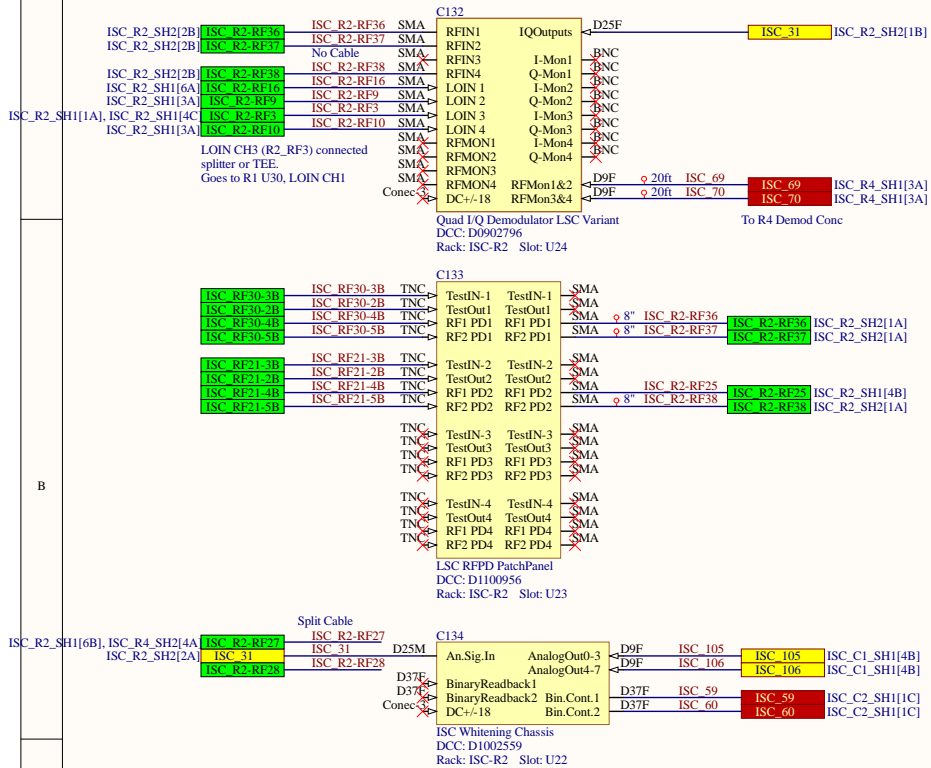 C132
ISC_R2_SH2[2B] ISC_R2-RF36 ISC_R2-RF36 SMA RFIN1 IQOutputs D25F ISC_31 ISC_R2_SH2[1B]
ISC_R2_SH2[2B] ISC_R2-RF37 ISC_R2-RF37 SMA RFIN2
No Cable SMA RFIN3 I-Mon1 BNC
ISC_R2_SH2[2B] ISC_R2-RF38 ISC_R2-RF38 SMA RFIN4 Q-Mon1 BNC
ISC_R2_SH1[6A] ISC_R2-RF16 ISC_R2-RF16 SMA LOIN 1 I-Mon2 BNC
ISC_R2_SH1[3A] ISC_R2-RF9 ISC_R2-RF9 SMA LOIN 2 Q-Mon2 BNC
ISC_R2_SH1[1A], ISC_R2_SH1[4C] ISC_R2-RF3 ISC_R2-RF3 SMA LOIN 3 I-Mon3 BNC
ISC_R2_SH1[3A] ISC_R2-RF10 ISC_R2-RF10 SMA LOIN 4 Q-Mon3 BNC
SMA RFMON1 I-Mon4 BNC
LOIN CH3 (R2_RF3) connected SMA RFMON2 Q-Mon4 BNC
splitter or TEE. SMA RFMON3
Goes to R1 U30, LOIN CH1 SMA RFMON4 RFMon1&2 D9F 20ft ISC_69 ISC_69 ISC_R4_SH1[3A]
Conec-3 DC+/-18 RFMon3&4 D9F 20ft ISC_70 ISC_70 ISC_R4_SH1[3A]
Quad I/Q Demodulator LSC Variant To R4 Demod Conc
DCC: D0902796
Rack: ISC-R2 Slot: U24
C133
ISC_RF30-3B ISC_RF30-3B TNC TestIN-1 TestIN-1 SMA
ISC_RF30-2B ISC_RF30-2B TNC TestOut1 TestOut1 SMA
ISC_RF30-4B ISC_RF30-4B TNC RF1 PD1 RF1 PD1 SMA 8" ISC_R2-RF36 ISC_R2-RF36 ISC_R2_SH2[1A]
ISC_RF30-5B ISC_RF30-5B TNC RF2 PD1 RF2 PD1 SMA 8" ISC_R2-RF37 ISC_R2-RF37 ISC_R2_SH2[1A]
ISC_RF21-3B ISC_RF21-3B TNC TestIN-2 TestIN-2 SMA
ISC_RF21-2B ISC_RF21-2B TNC TestOut2 TestOut2 SMA
ISC_RF21-4B ISC_RF21-4B TNC RF1 PD2 RF1 PD2 SMA ISC_R2-RF25 ISC_R2-RF25 ISC_R2_SH1[4B]
ISC_RF21-5B ISC_RF21-5B TNC RF2 PD2 RF2 PD2 SMA 8" ISC_R2-RF38 ISC_R2-RF38 ISC_R2_SH2[1A]
TNC TestIN-3 TestIN-3 SMA
TNC TestOut3 TestOut3 SMA
TNC RF1 PD3 RF1 PD3 SMA
TNC RF2 PD3 RF2 PD3 SMA
B
TNC TestIN-4 TestIN-4 SMA
TNC TestOut4 TestOut4 SMA
TNC RF1 PD4 RF1 PD4 SMA
TNC RF2 PD4 RF2 PD4 SMA
LSC RFPD PatchPanel
DCC: D1100956
Rack: ISC-R2 Slot: U23
Split Cable
C134
ISC_R2_SH1[6B], ISC_R4_SH2[4A] ISC_R2-RF27 ISC_R2-RF27
ISC_R2_SH2[2A] ISC_31 ISC_31 D25M An.Sig.In AnalogOut0-3 D9F ISC_105 ISC_105 ISC_C1_SH1[4B]
ISC_R2-RF28 ISC_R2-RF28 AnalogOut4-7 D9F ISC_106 ISC_106 ISC_C1_SH1[4B]
D37F BinaryReadback1
D37F BinaryReadback2 Bin.Cont.1 D37F ISC_59 ISC_59 ISC_C2_SH1[1C]
Conec-3 DC+/-18 Bin.Cont.2 D37F ISC_60 ISC_60 ISC_C2_SH1[1C]
ISC Whitening Chassis
DCC: D1002559
Rack: ISC-R2 Slot: U22